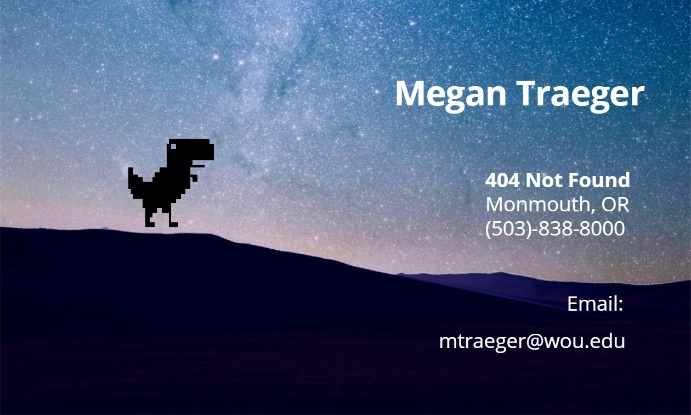 Megan Traeger
404 Not Found
Monmouth, OR
(503)-838-8000
Email:
mtraeger@wou.edu